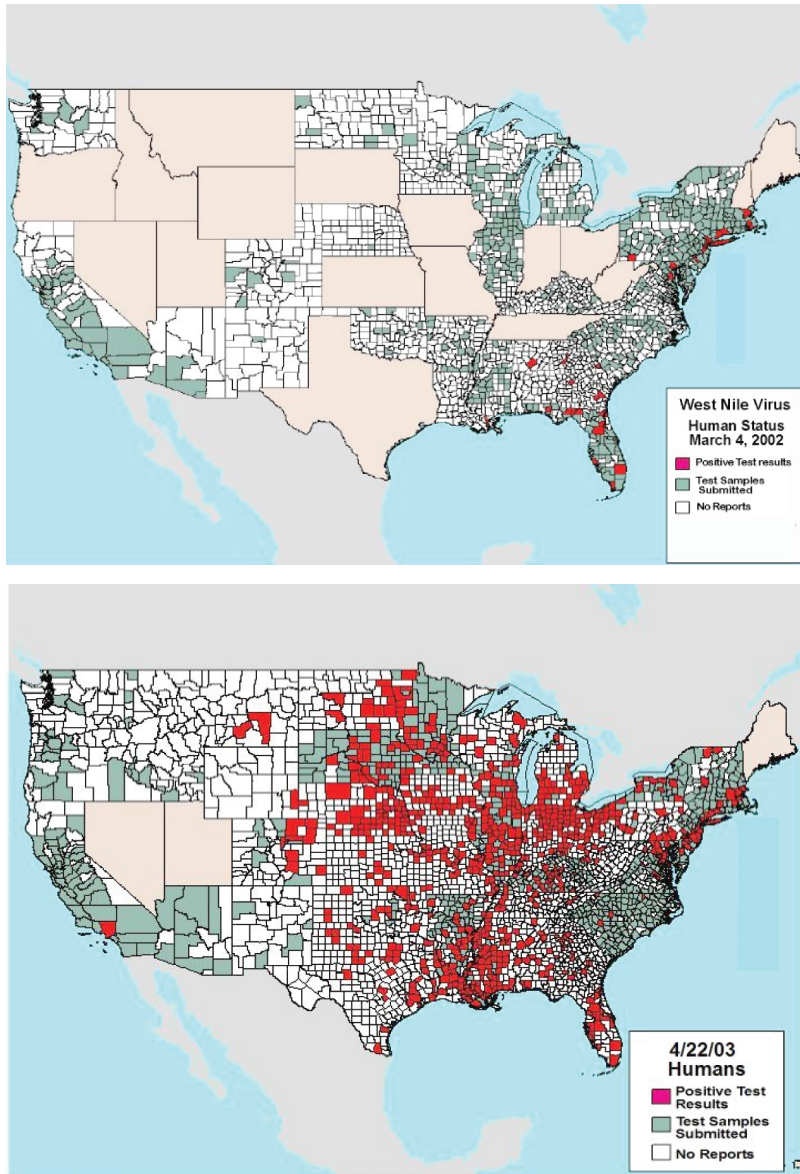 West Nile Virus
Human Status
March 4, 2002
Positive Test results
Test Samples
Submitted
No Reports
4/22/03
Humans
Positive Test
Results
Test Samples
Submitted
No Reports